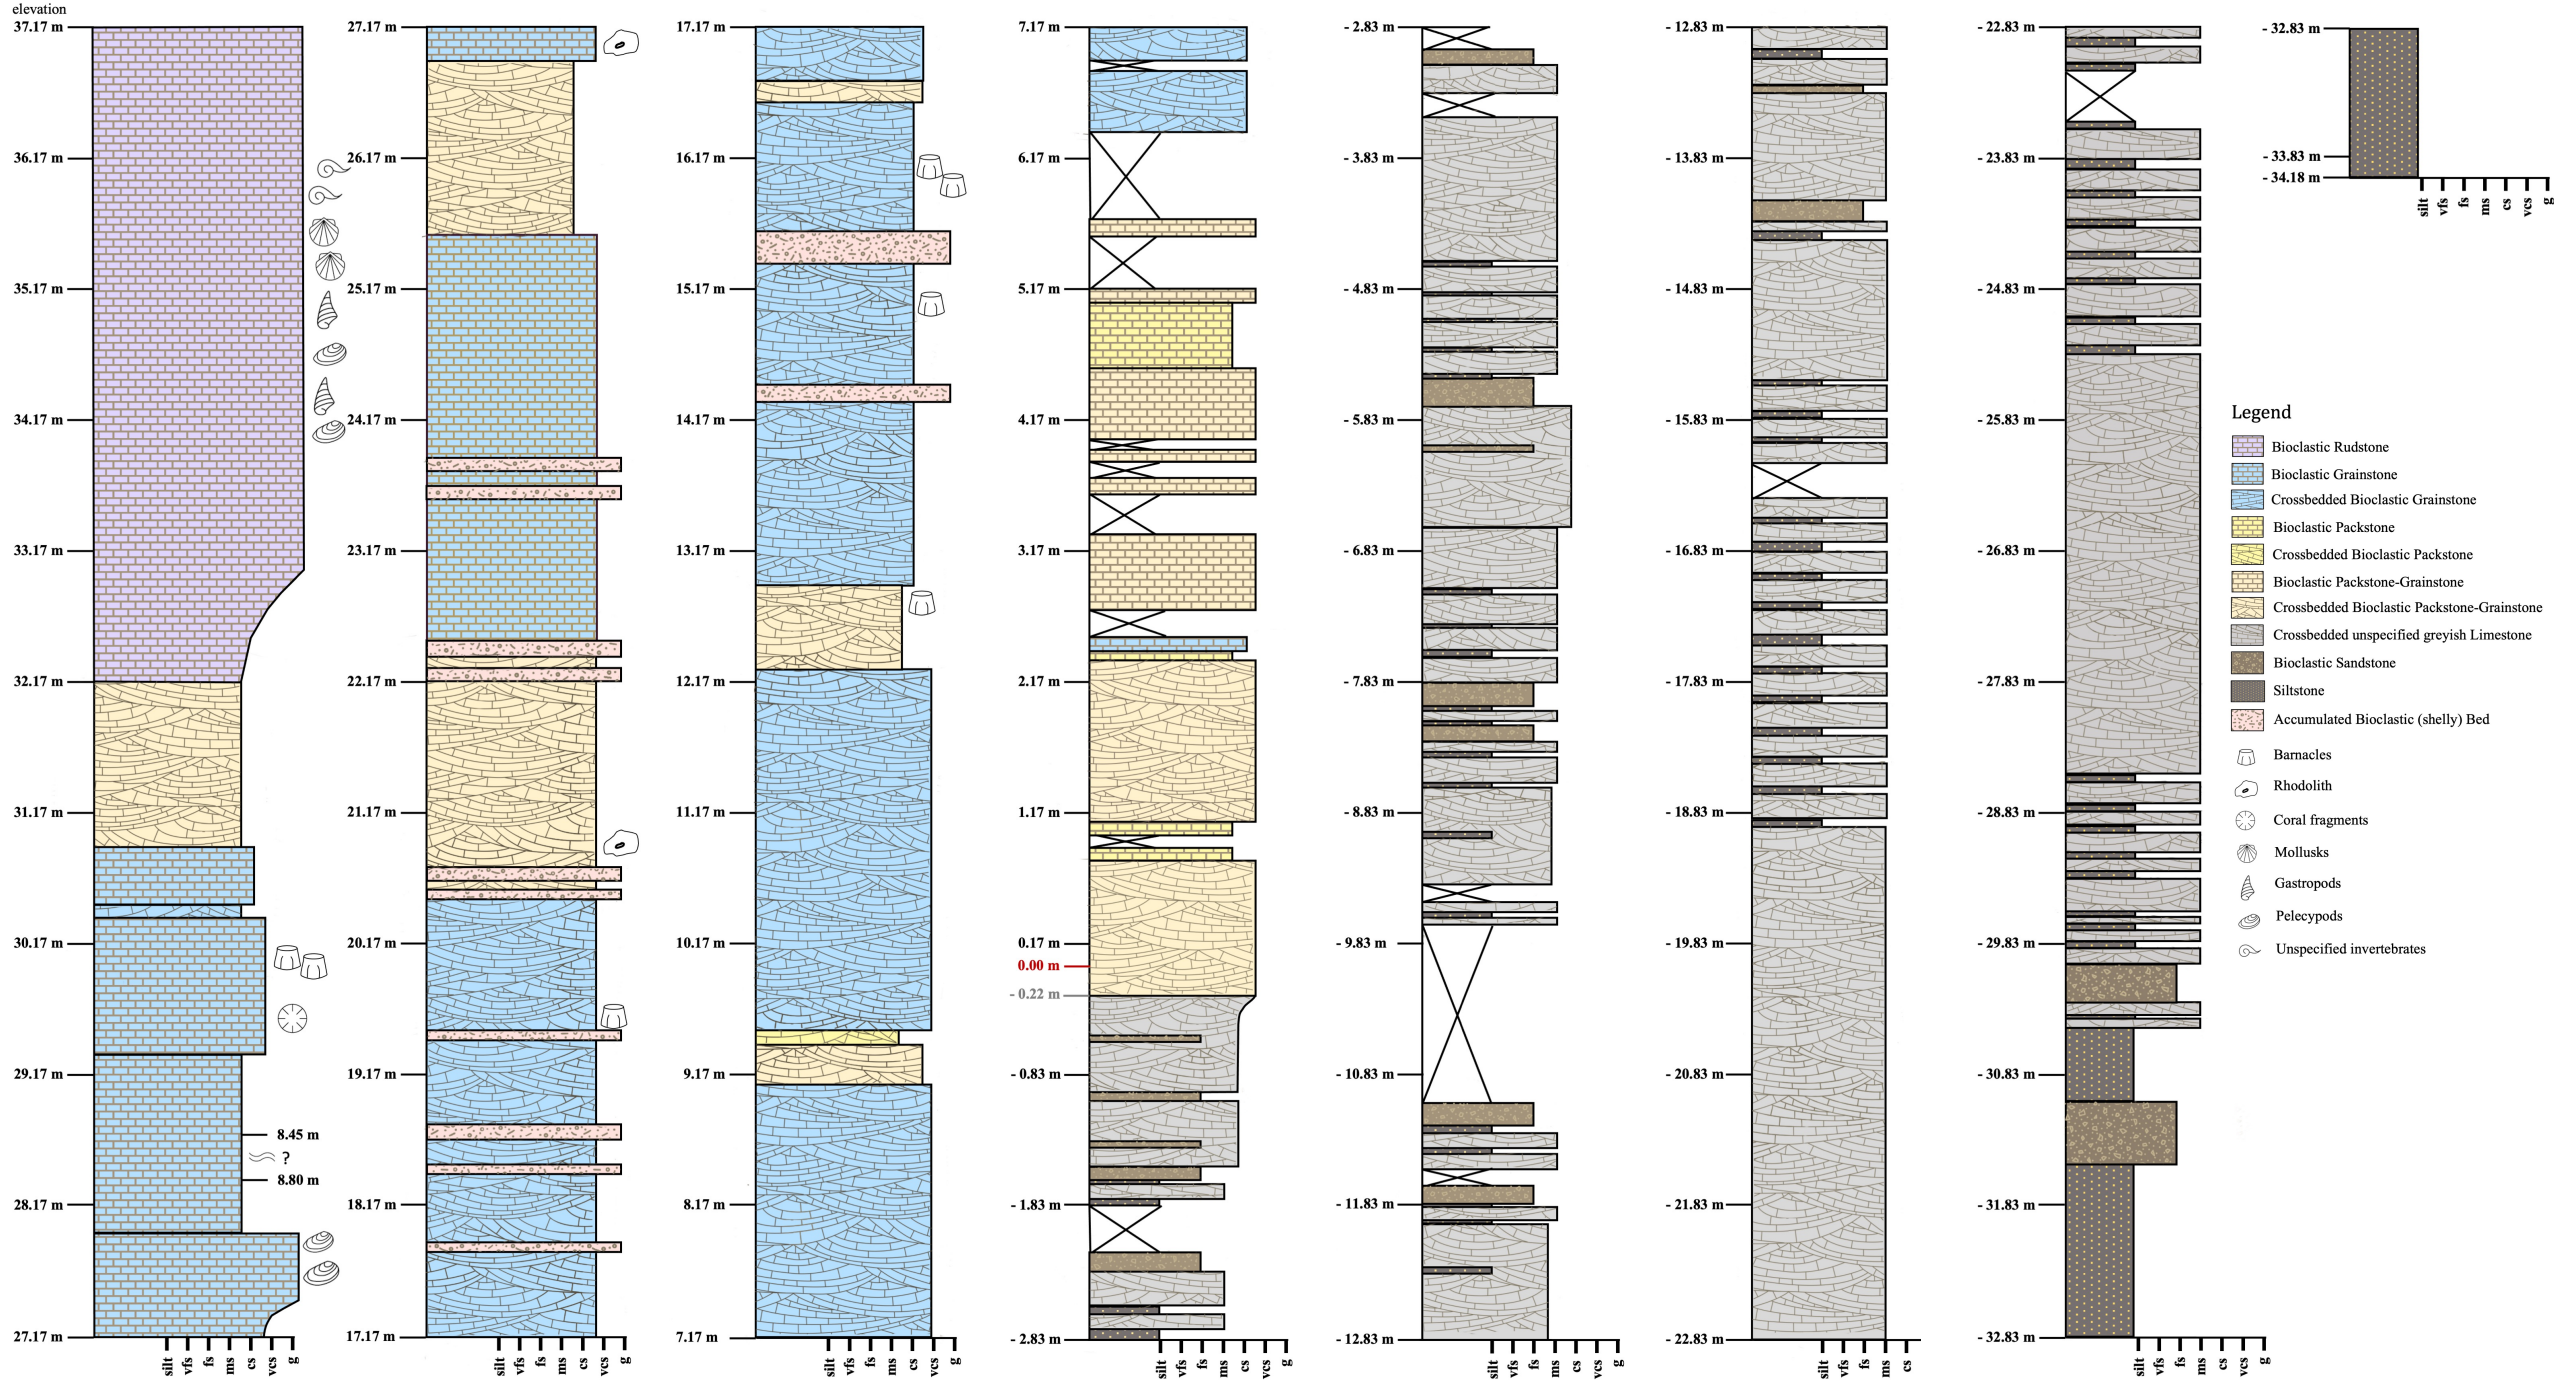 elevation
37.17 m
36.17 m
35.17 m
34.17 m
33.17 m
32.17 m
31.17 m
30.17 m
29.17 m
8.45 m
?
8.80 m
28.17 m
27.17 m
silt vfs fs ms cs vcs g
27.17 m
26.17 m
25.17 m
24.17 m
23.17 m
22.17 m
21.17 m
20.17 m
19.17 m
18.17 m
17.17 m
silt vfs fs ms cs vcs g
17.17 m
16.17 m
15.17 m
14.17 m
13.17 m
12.17 m
11.17 m
10.17 m
9.17 m
8.17 m
7.17 m
silt vfs fs ms cs vcs g
7.17 m
6.17 m
5.17 m
4.17 m
3.17 m
2.17 m
1.17 m
0.17 m
0.00 m
- 0.22 m
- 0.83 m
- 1.83 m
- 2.83 m
silt vfs fs ms cs vcs g
- 2.83 m
- 3.83 m
- 4.83 m
- 5.83 m
- 6.83 m
- 7.83 m
- 8.83 m
- 9.83 m
- 10.83 m
- 11.83 m
- 12.83 m
silt vfs fs ms cs vcs g
- 12.83 m
- 13.83 m
- 14.83 m
- 15.83 m
- 16.83 m
- 17.83 m
- 18.83 m
- 19.83 m
- 20.83 m
- 21.83 m
- 22.83 m
silt vfs fs ms cs
- 22.83 m
- 23.83 m
- 24.83 m
- 25.83 m
- 26.83 m
- 27.83 m
- 28.83 m
- 29.83 m
- 30.83 m
- 31.83 m
- 32.83 m
silt vfs fs ms cs vcs g
- 32.83 m
- 33.83 m
- 34.18 m
silt vfs fs ms cs vcs g
Legend
Bioclastic Rudstone
Bioclastic Grainstone
Crossbedded Bioclastic Grainstone
Bioclastic Packstone
Crossbedded Bioclastic Packstone
Bioclastic Packstone-Grainstone
Crossbedded Bioclastic Packstone-Grainstone
Crossbedded unspecified greyish Limestone
Bioclastic Sandstone
Siltstone
Accumulated Bioclastic (shelly) Bed
Barnacles
Rhodolith
Coral fragments
Mollusks
Gastropods
Pelecypods
Unspecified invertebrates